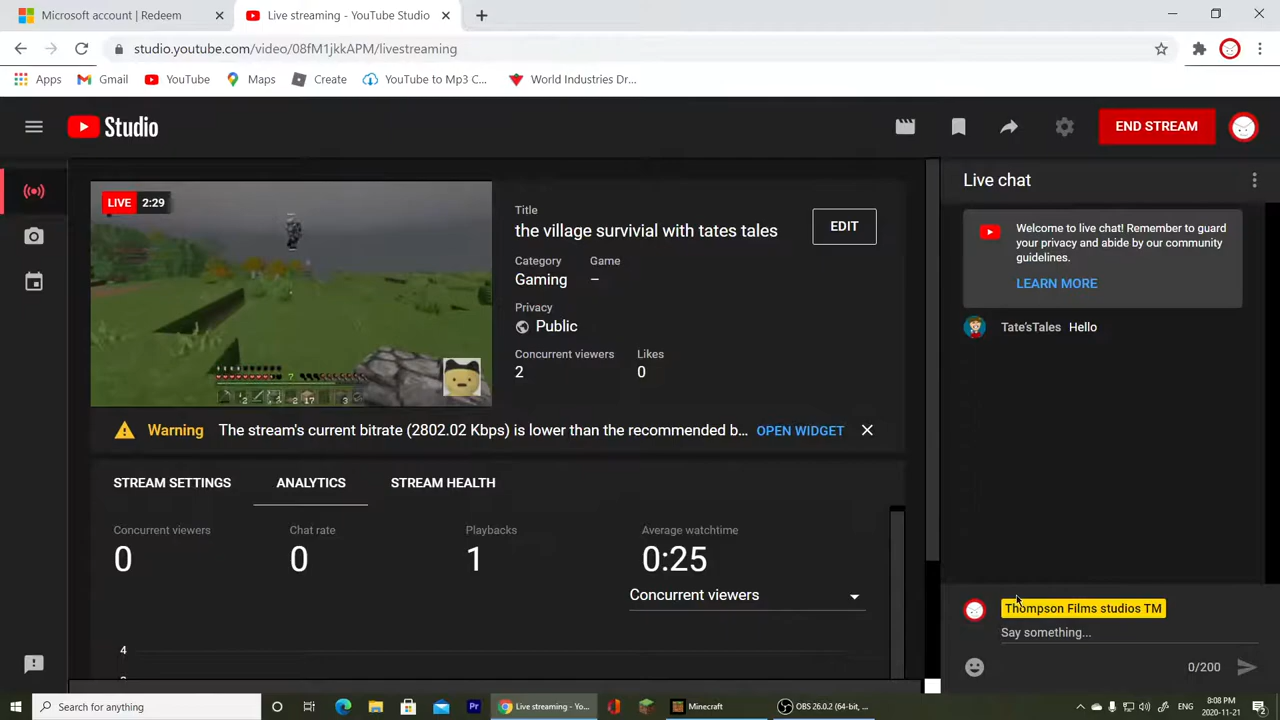 Microsoft account | Redeem
Live streaming - YouTube Studio
studio.youtube.com/video/08fM1jkkAPM/livestreaming
Apps
Gmail
YouTube
Maps
Create
YouTube to Mp3 C...
World Industries Dr...
Studio
END STREAM
LIVE 2:29
Title
the village survivial with tates tales
EDIT
Category Game
Gaming –
Privacy
Public
Concurrent viewers Likes
2 0
Live chat
Welcome to live chat! Remember to guard
your privacy and abide by our community
guidelines.
LEARN MORE
Tate'sTales Hello
Warning The stream's current bitrate (2802.02 Kbps) is lower than the recommended b... OPEN WIDGET
STREAM SETTINGS ANALYTICS STREAM HEALTH
Concurrent viewers Chat rate Playbacks Average watchtime
0 0 1 0:25
Concurrent viewers
4
Thompson Films studios TM
Say something...
0/200
Search for anything
Pr
Live streaming - Yo...
Minecraft
OBS 26.0.2 (64-bit, ...
ENG
8:08 PM
2020-11-21
2